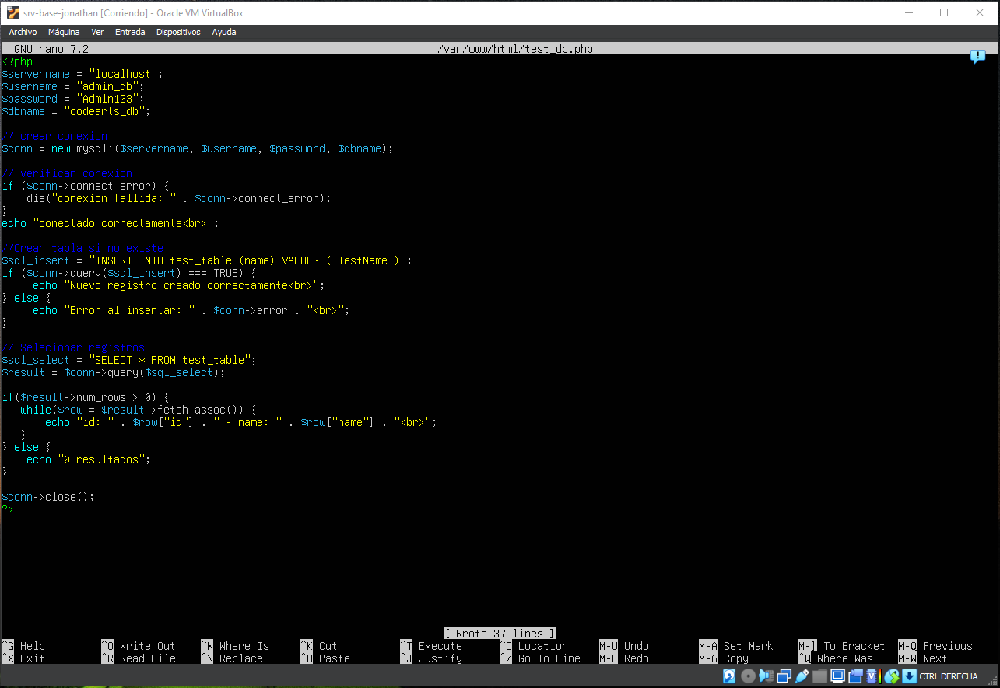 srv-base-jonathan [Corriendo] - Oracle VM VirtualBox
Archivo Máquina Ver Entrada Dispositivos Ayuda
GNU nano 7.2 /var/www/html/test_db.php
<?php
$servername = "localhost";
$username = "admin_db";
$password = "Admin123";
$dbname = "codearts_db";
// crear conexion
$conn = new mysqli($servername, $username, $password, $dbname);
// verificar conexion
if ($conn->connect_error) {
    die("conexion fallida: " . $conn->connect_error);
}
echo "conectado correctamente<br>";
//Crear tabla si no existe
$sql_insert = "INSERT INTO test_table (name) VALUES ('TestName')";
if ($conn->query($sql_insert) === TRUE) {
     echo "Nuevo registro creado correctamente<br>";
} else {
     echo "Error al insertar: " . $conn->error . "<br>";
}
// Selecionar registros
$sql_select = "SELECT * FROM test_table";
$result = $conn->query($sql_select);
if($result->num_rows > 0) {
   while($row = $result->fetch_assoc()) {
       echo "id: " . $row["id"] . " - name: " . $row["name"] . "<br>";
   }
} else {
    echo "0 resultados";
}
$conn->close();
?>
[ Wrote 37 lines ]
^G Help ^O Write Out ^W Where Is ^K Cut ^T Execute ^C Location M-U Undo M-A Set Mark M-] To Bracket M-Q Previous
^X Exit ^R Read File ^\ Replace ^U Paste ^J Justify ^/ Go To Line M-E Redo M-6 Copy ^Q Where Was M-W Next
CTRL DERECHA